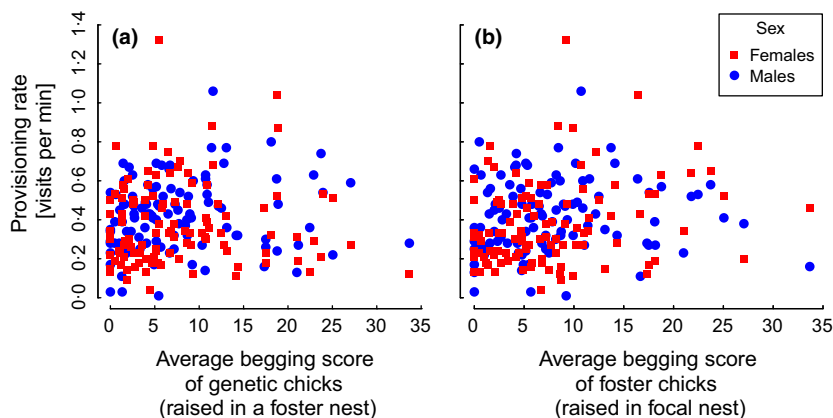 (a)
(b)
Sex
Females
Males
Provisioning rate
[visits per min]
0·0 0·2 0·4 0·6 0·8 1·0 1·2 1·4
0 5 10 15 20 25 30 35
0 5 10 15 20 25 30 35
Average begging score
of genetic chicks
(raised in a foster nest)
Average begging score
of foster chicks
(raised in focal nest)